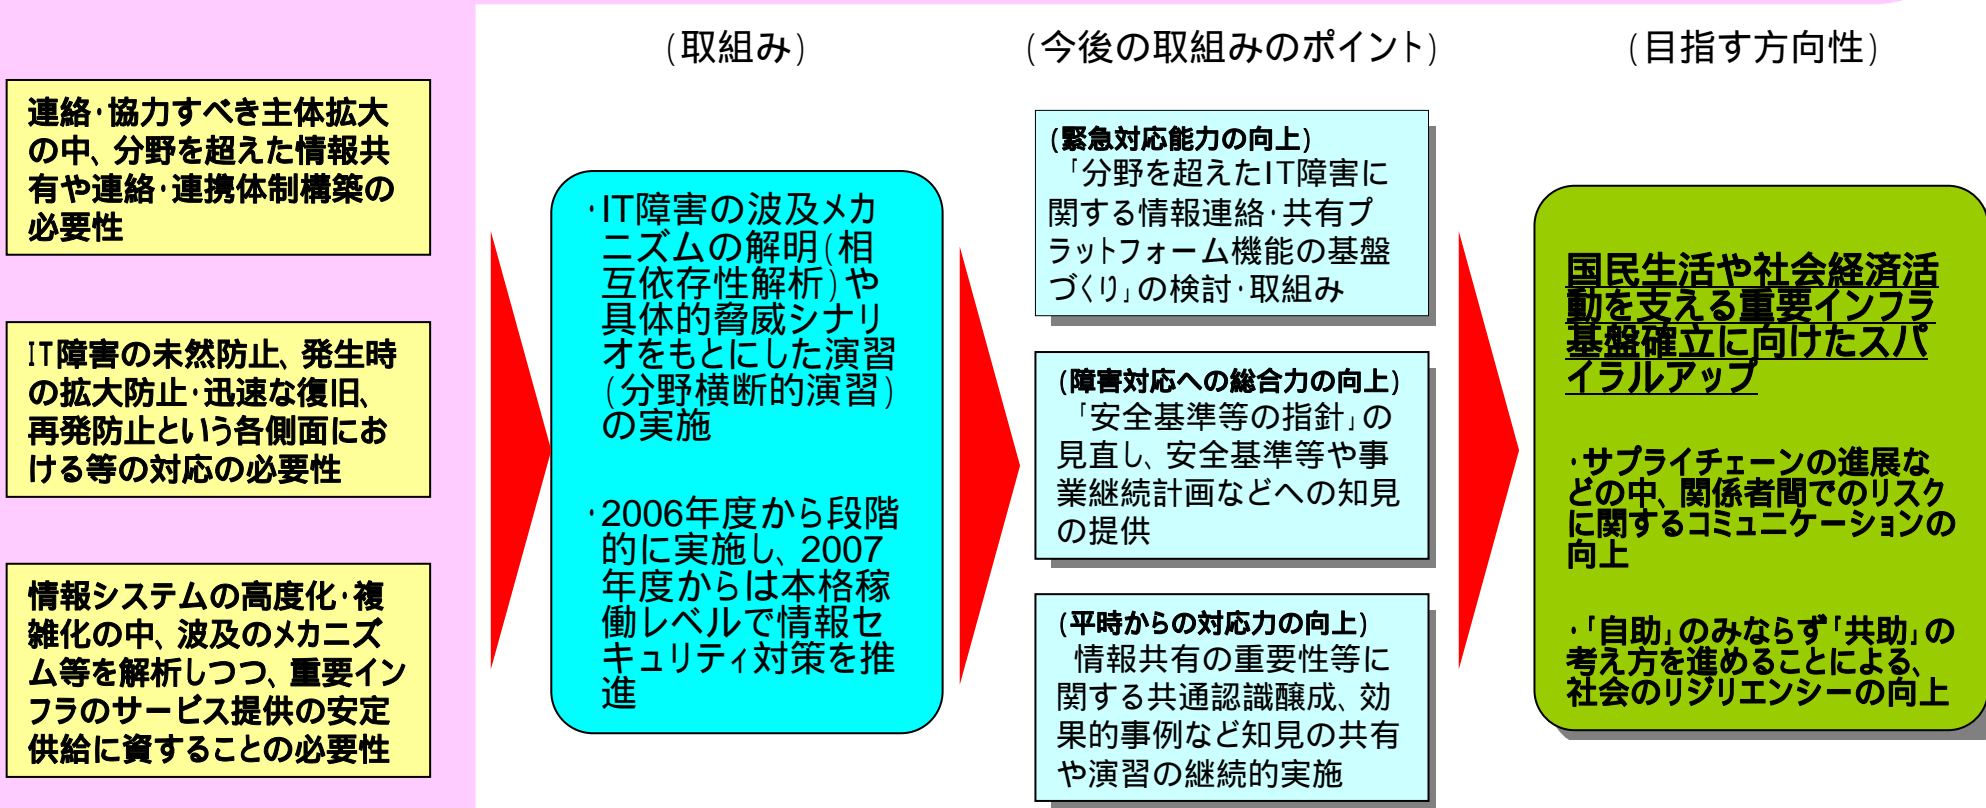 (取組み)
(今後の取組みのポイント)
(目指す方向性)
連絡・協力すべき主体拡大
の中、分野を超えた情報共
有や連絡・連携体制構築の
必要性
IT障害の未然防止、発生時
の拡大防止・迅速な復旧、
再発防止という各側面にお
ける等の対応の必要性
情報システムの高度化・複
雑化の中、波及のメカニズ
ム等を解析しつつ、重要イン
フラのサービス提供の安定
供給に資することの必要性
・IT障害の波及メカ
ニズムの解明(相
互依存性解析)や
具体的脅威シナリ
オをもとにした演習
(分野横断的演習)
の実施
・2006年度から段階
的に実施し、2007
年度からは本格稼
働レベルで情報セ
キュリティ対策を推
進
(緊急対応能力の向上)
「分野を超えたIT障害に
関する情報連絡・共有プ
ラットフォーム機能の基盤
づくり」の検討・取組み
(障害対応への総合力の向上)
「安全基準等の指針」の
見直し、安全基準等や事
業継続計画などへの知見
の提供
(平時からの対応力の向上)
情報共有の重要性等に
関する共通認識醸成、効
果的事例など知見の共有
や演習の継続的実施
国民生活や社会経済活
動を支える重要インフラ
基盤確立に向けたスパ
イラルアップ
・サプライチェーンの進展な
どの中、関係者間でのリスク
に関するコミュニケーションの
向上
・「自助」のみならず「共助」の
考え方を進めることによる、
社会のリジリエンシーの向上